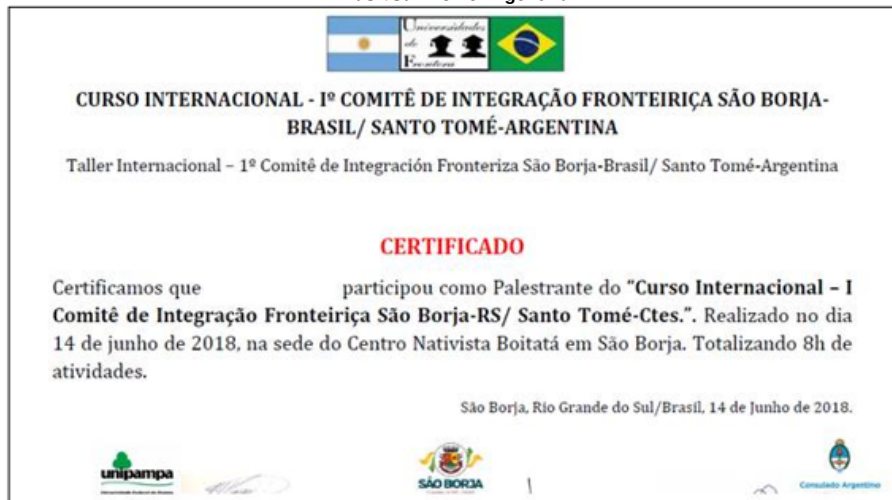 Universidades
de
Frontera
CURSO INTERNACIONAL - Iº COMITÊ DE INTEGRAÇÃO FRONTEIRIÇA SÃO BORJA-
BRASIL/ SANTO TOMÉ-ARGENTINA
Taller Internacional – 1º Comitê de Integración Fronteriza São Borja-Brasil/ Santo Tomé-Argentina
CERTIFICADO
Certificamos que participou como Palestrante do "Curso Internacional – I
Comitê de Integração Fronteiriça São Borja-RS/ Santo Tomé-Ctes.". Realizado no dia
14 de junho de 2018, na sede do Centro Nativista Boitatá em São Borja. Totalizando 8h de
atividades.
São Borja, Rio Grande do Sul/Brasil, 14 de Junho de 2018.
unipampa
SÃO BORJA
Consulado Argentino